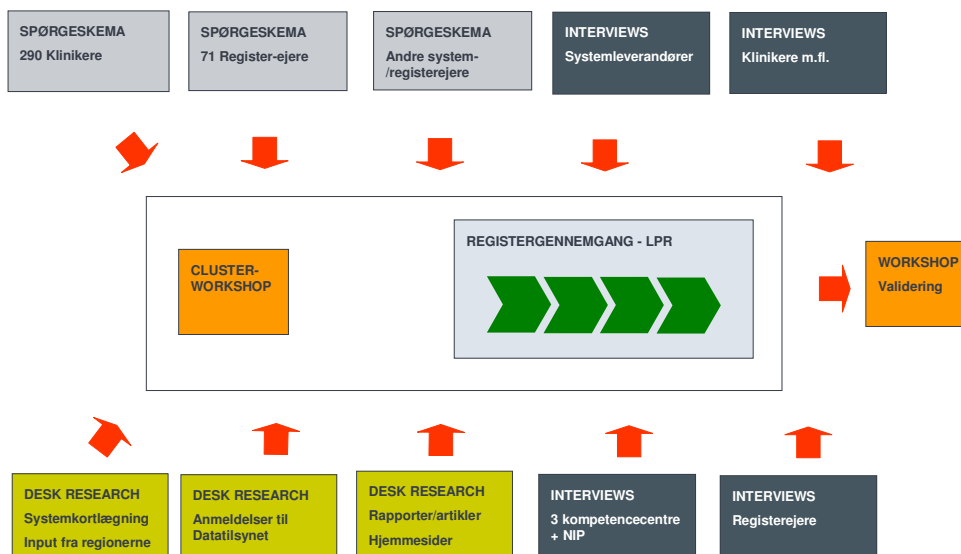 SPØRGESKEMA
290 Klinikere
SPØRGESKEMA
71 Register-ejere
SPØRGESKEMA
Andre system-
/registerejere
INTERVIEWS
Systemleverandører
INTERVIEWS
Klinikere m.fl.
CLUSTER-
WORKSHOP
REGISTERGENNEMGANG - LPR
WORKSHOP
Validering
DESK RESEARCH
Systemkortlægning
Input fra regionerne
DESK RESEARCH
Anmeldelser til
Datatilsynet
DESK RESEARCH
Rapporter/artikler
Hjemmesider
INTERVIEWS
3 kompetencecentre
+ NIP
INTERVIEWS
Registerejere